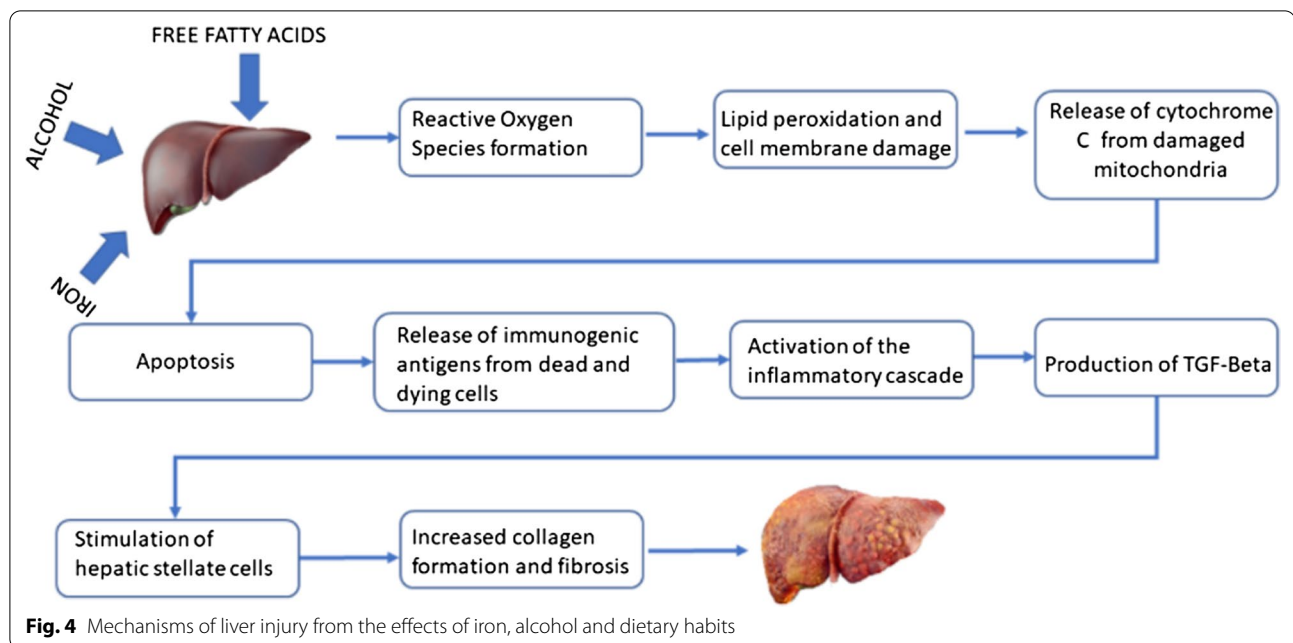 FREE FATTY ACIDS
ALCOHOL
IRON
Reactive Oxygen
Species formation
Lipid peroxidation and
cell membrane damage
Release of cytochrome
C from damaged
mitochondria
Apoptosis
Release of immunogenic
antigens from dead and
dying cells
Activation of the
inflammatory cascade
Production of TGF-Beta
Stimulation of
hepatic stellate cells
Increased collagen
formation and fibrosis
Fig. 4 Mechanisms of liver injury from the effects of iron, alcohol and dietary habits